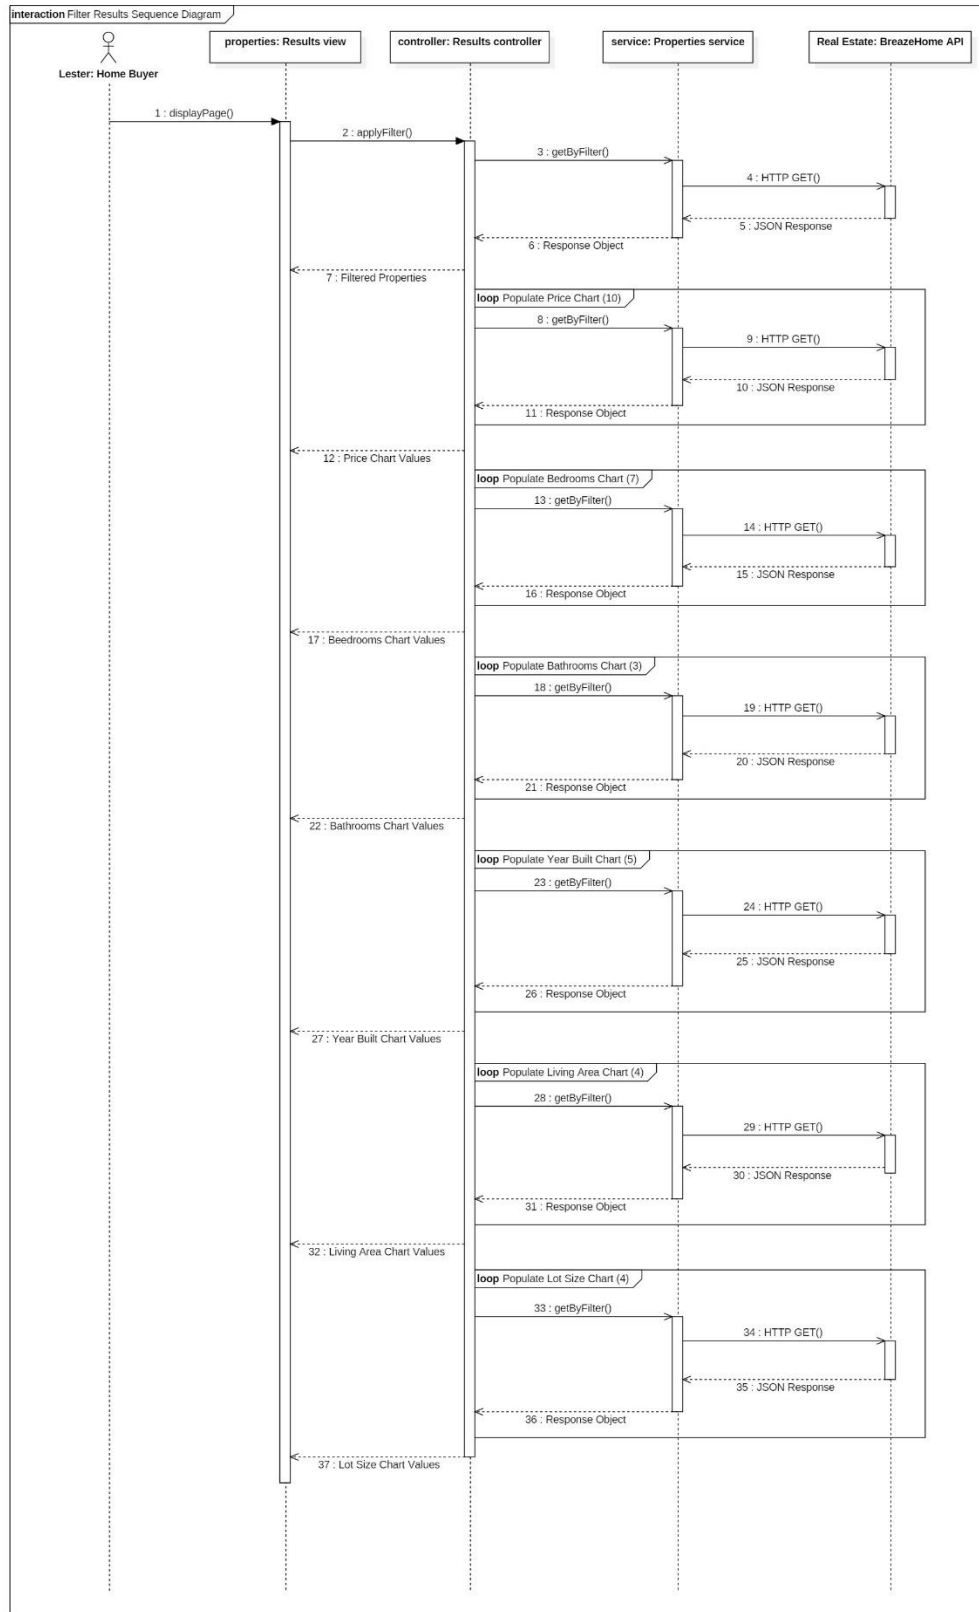 interaction Filter Results Sequence Diagram
Lester: Home Buyer
properties: Results view
controller: Results controller
service: Properties service
Real Estate: BreazeHome API
1 : displayPage()
2 : applyFilter()
3 : getByFilter()
4 : HTTP GET()
5 : JSON Response
6 : Response Object
7 : Filtered Properties
loop Populate Price Chart (10)
8 : getByFilter()
9 : HTTP GET()
10 : JSON Response
11 : Response Object
12 : Price Chart Values
loop Populate Bedrooms Chart (7)
13 : getByFilter()
14 : HTTP GET()
15 : JSON Response
16 : Response Object
17 : Beedrooms Chart Values
loop Populate Bathrooms Chart (3)
18 : getByFilter()
19 : HTTP GET()
20 : JSON Response
21 : Response Object
22 : Bathrooms Chart Values
loop Populate Year Built Chart (5)
23 : getByFilter()
24 : HTTP GET()
25 : JSON Response
26 : Response Object
27 : Year Built Chart Values
loop Populate Living Area Chart (4)
28 : getByFilter()
29 : HTTP GET()
30 : JSON Response
31 : Response Object
32 : Living Area Chart Values
loop Populate Lot Size Chart (4)
33 : getByFilter()
34 : HTTP GET()
35 : JSON Response
36 : Response Object
37 : Lot Size Chart Values